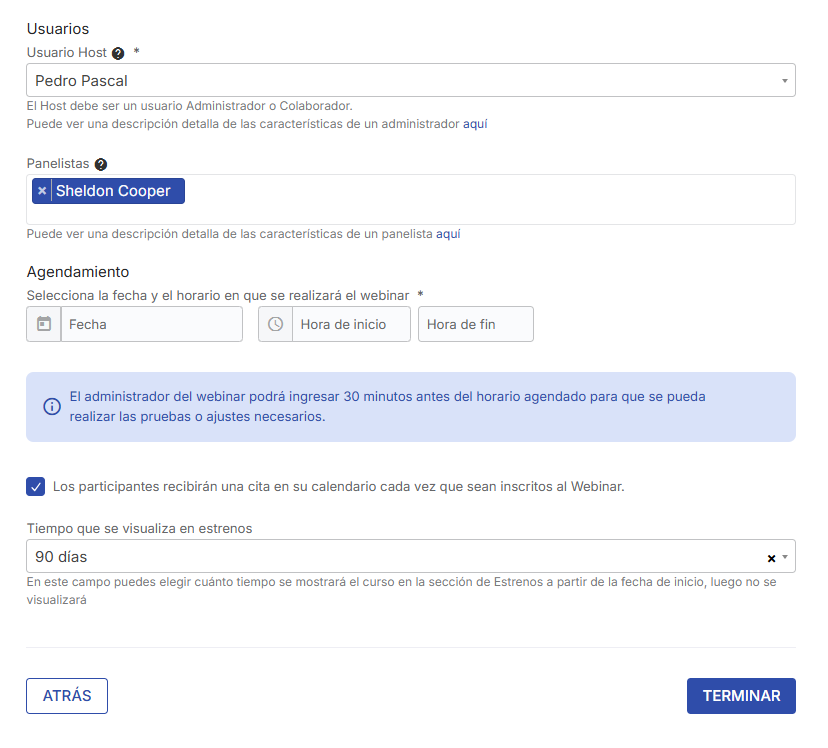 Usuarios
Usuario Host ? *
Pedro Pascal
El Host debe ser un usuario Administrador o Colaborador.
Puede ver una descripción detalla de las características de un administrador aquí
Panelistas ?
× Sheldon Cooper
Puede ver una descripción detalla de las características de un panelista aquí
Agendamiento
Selecciona la fecha y el horario en que se realizará el webinar *
Fecha Hora de inicio Hora de fin
El administrador del webinar podrá ingresar 30 minutos antes del horario agendado para que se pueda
realizar las pruebas o ajustes necesarios.
Los participantes recibirán una cita en su calendario cada vez que sean inscritos al Webinar.
Tiempo que se visualiza en estrenos
90 días ×
En este campo puedes elegir cuánto tiempo se mostrará el curso en la sección de Estrenos a partir de la fecha de inicio, luego no se
visualizará
ATRÁS TERMINAR